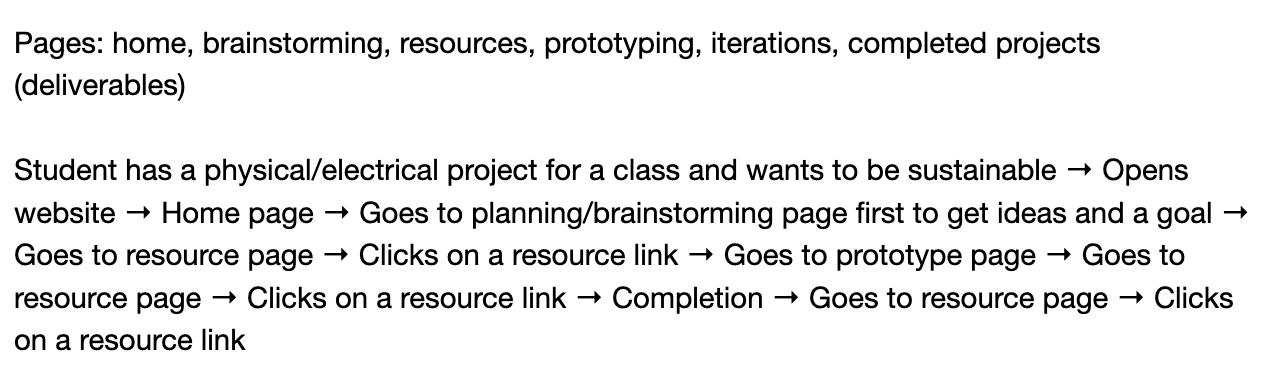 Pages: home, brainstorming, resources, prototyping, iterations, completed projects
(deliverables)
Student has a physical/electrical project for a class and wants to be sustainable → Opens
website → Home page → Goes to planning/brainstorming page first to get ideas and a goal →
Goes to resource page → Clicks on a resource link → Goes to prototype page → Goes to
resource page → Clicks on a resource link → Completion → Goes to resource page → Clicks
on a resource link